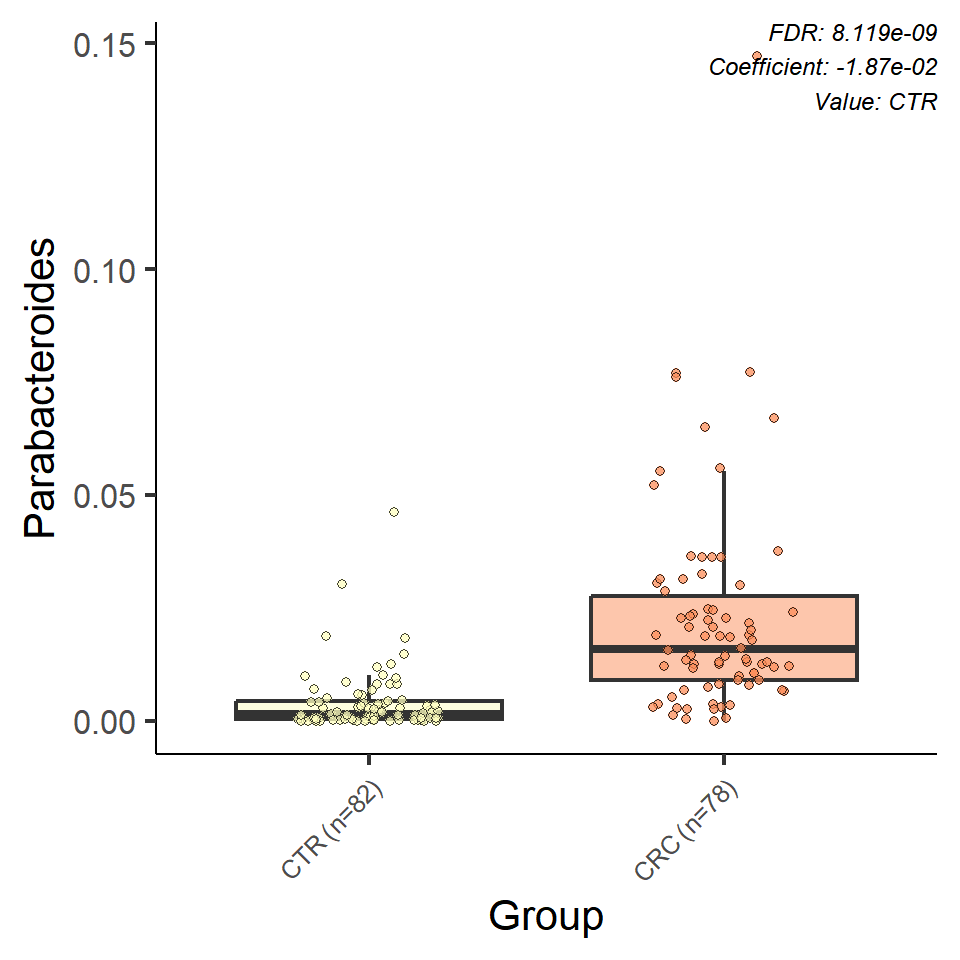 FDR: 8.119e-09
Coefficient: -1.87e-02
Value: CTR
Parabacteroides
0.15
0.10
0.05
0.00
CTR (n=82)
CRC (n=78)
Group